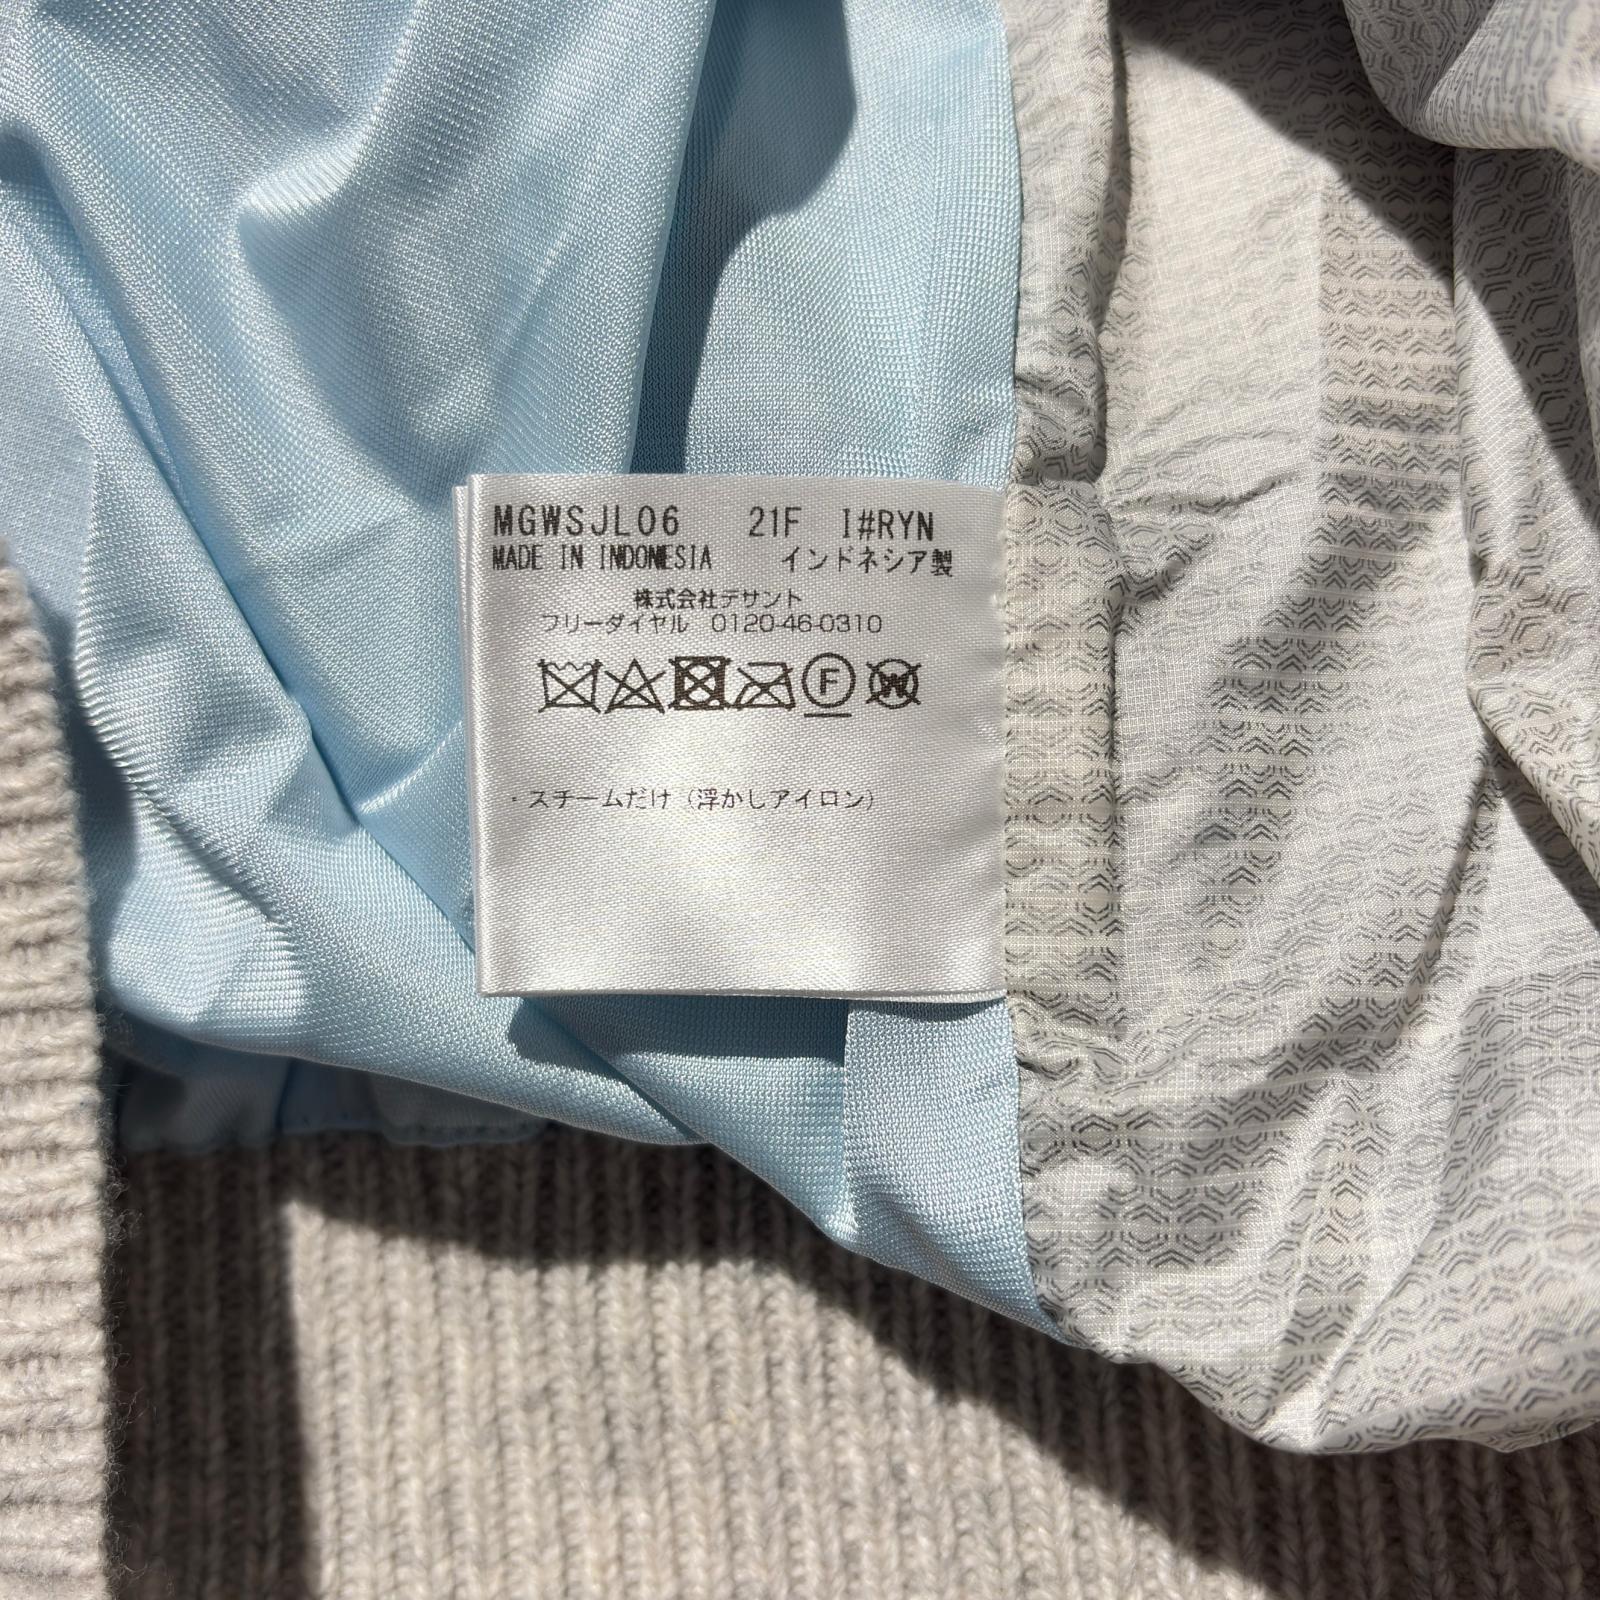 MGWSJL06 21F I#RYN
MADE IN INDONESIA インドネシア製
株式会社デサント
フリーダイヤル 0120-46-0310
F W
・スチームだけ（浮かしアイロン）